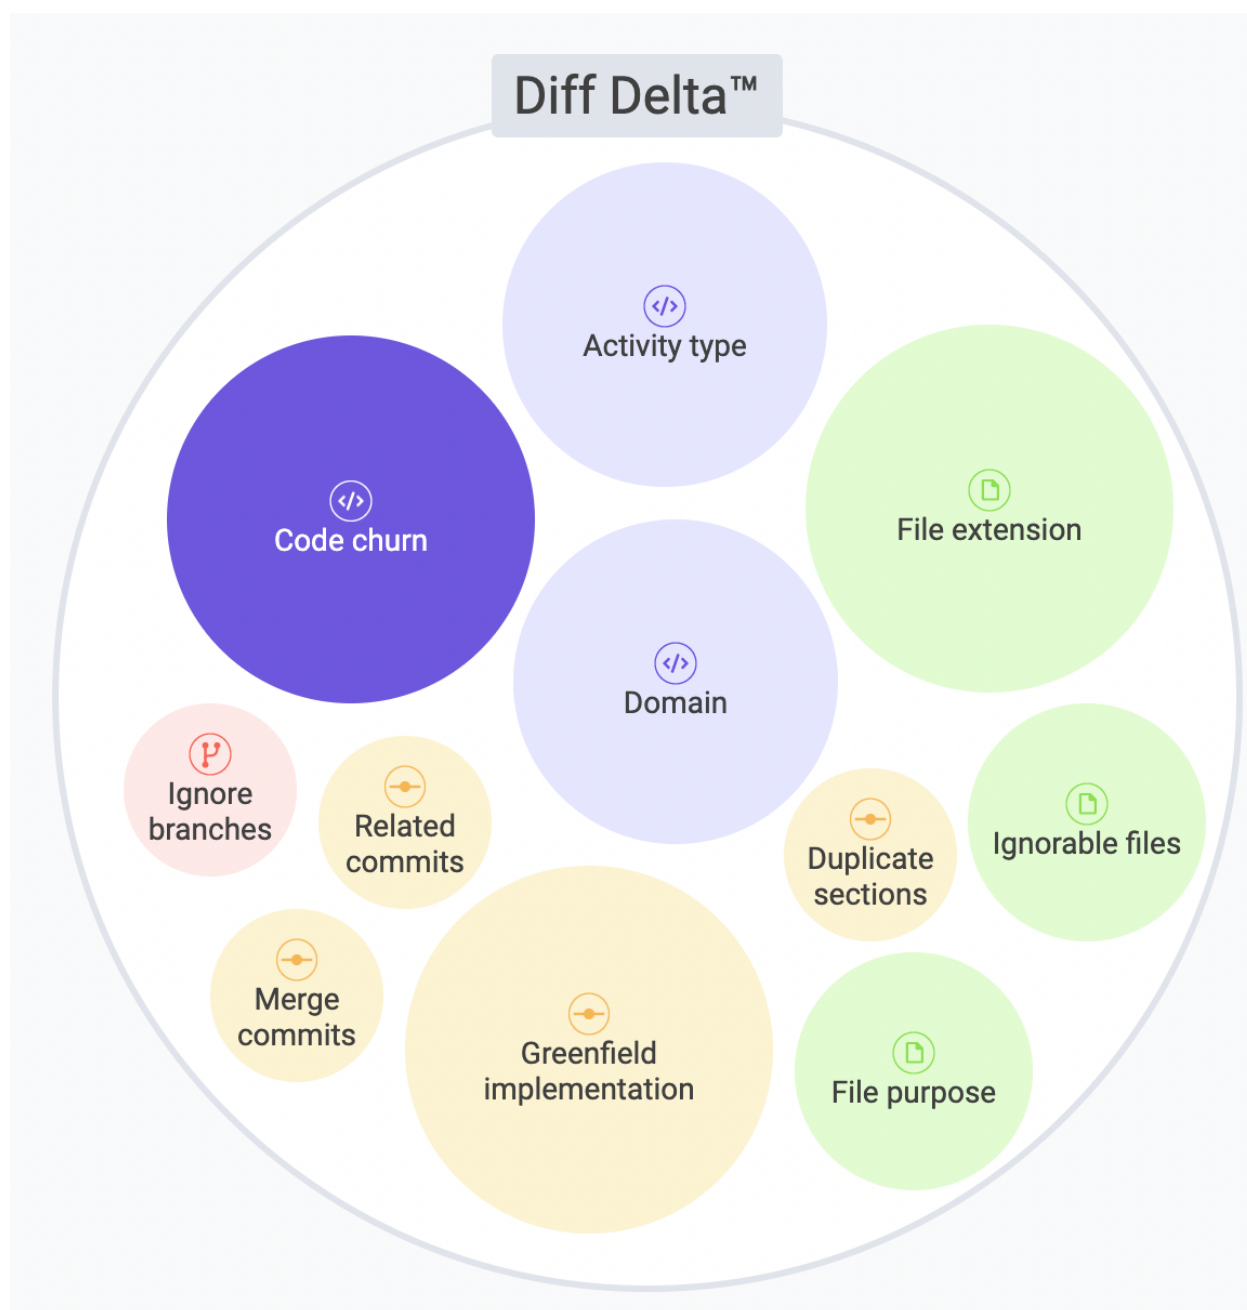 Diff Delta™
Activity type
File extension
Code churn
Domain
Ignore
branches
Related
commits
Duplicate
sections
Ignorable files
Merge
commits
Greenfield
implementation
File purpose